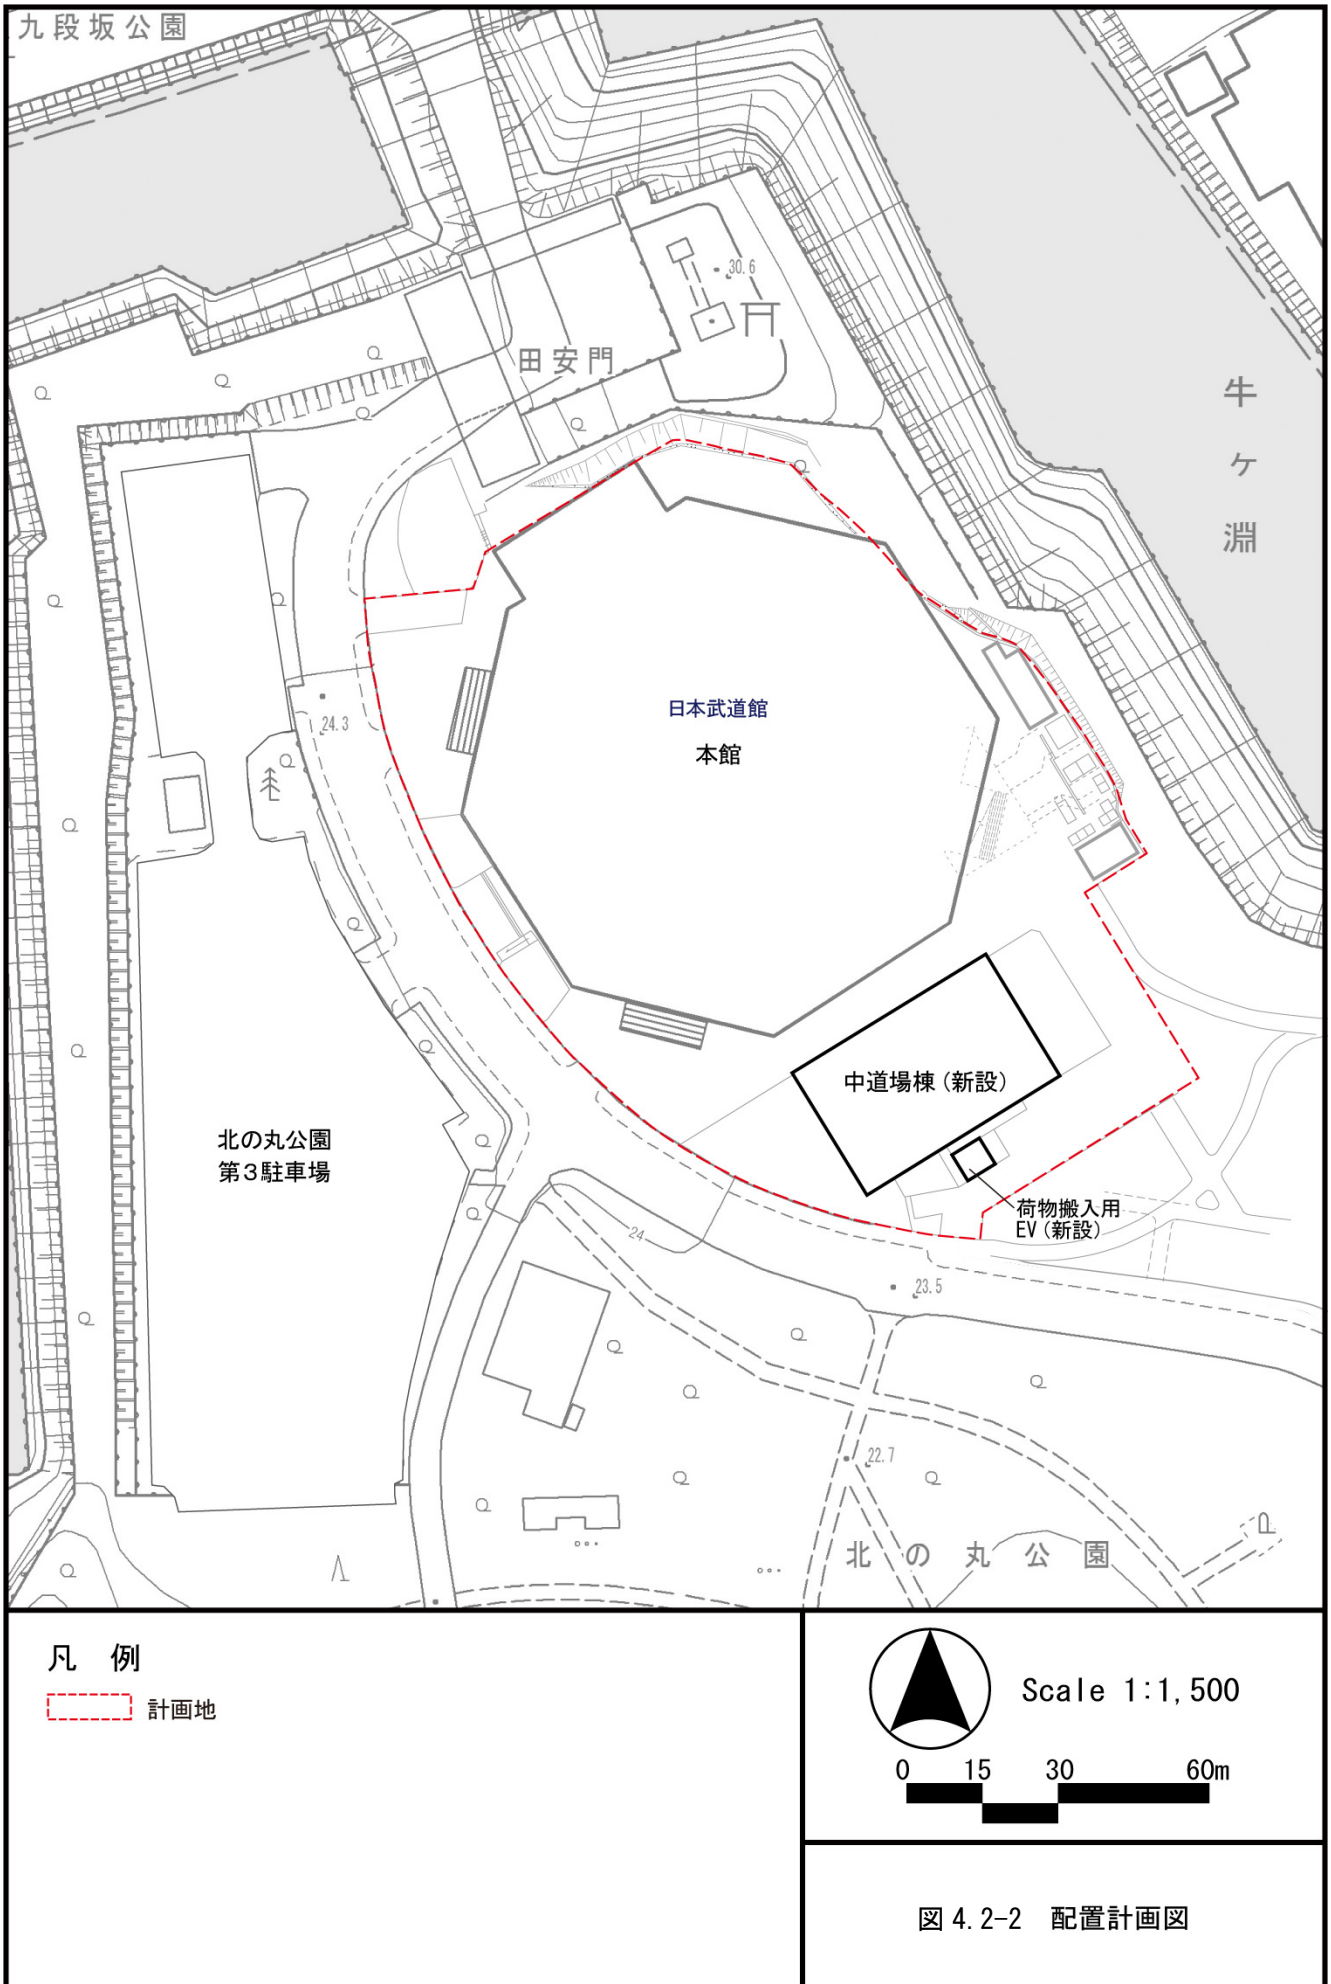 九段坂公園
30.6
田安門
牛ヶ淵
日本武道館
本館
24.3
中道場棟（新設）
北の丸公園
第3駐車場
荷物搬入用
EV（新設）
24
23.5
22.7
北の丸公園
凡　例
計画地
Scale 1:1,500
0 15 30 60m
図 4.2-2　配置計画図